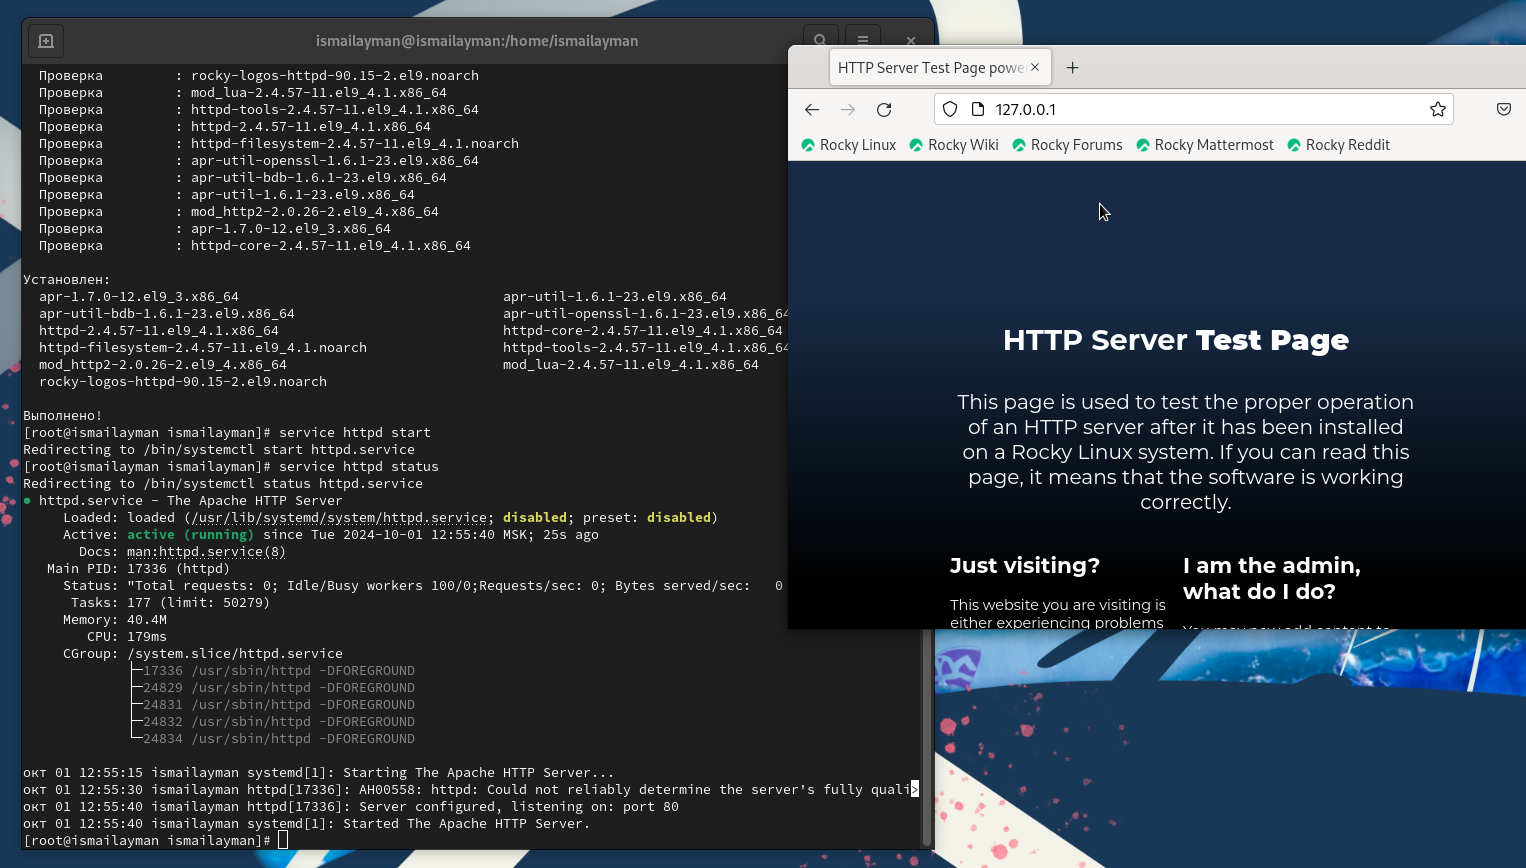 ismailayman@ismailayman:/home/ismailayman
Проверка : rocky-logos-httpd-90.15-2.el9.noarch
Проверка : mod_lua-2.4.57-11.el9_4.1.x86_64
Проверка : httpd-tools-2.4.57-11.el9_4.1.x86_64
Проверка : httpd-2.4.57-11.el9_4.1.x86_64
Проверка : httpd-filesystem-2.4.57-11.el9_4.1.noarch
Проверка : apr-util-openssl-1.6.1-23.el9.x86_64
Проверка : apr-util-bdb-1.6.1-23.el9.x86_64
Проверка : apr-util-1.6.1-23.el9.x86_64
Проверка : mod_http2-2.0.26-2.el9_4.x86_64
Проверка : apr-1.7.0-12.el9_3.x86_64
Проверка : httpd-core-2.4.57-11.el9_4.1.x86_64
Установлен:
apr-1.7.0-12.el9_3.x86_64 apr-util-1.6.1-23.el9.x86_64
apr-util-bdb-1.6.1-23.el9.x86_64 apr-util-openssl-1.6.1-23.el9.x86_64
httpd-2.4.57-11.el9_4.1.x86_64 httpd-core-2.4.57-11.el9_4.1.x86_64
httpd-filesystem-2.4.57-11.el9_4.1.noarch httpd-tools-2.4.57-11.el9_4.1.x86_64
mod_http2-2.0.26-2.el9_4.x86_64 mod_lua-2.4.57-11.el9_4.1.x86_64
rocky-logos-httpd-90.15-2.el9.noarch
Выполнено!
[root@ismailayman ismailayman]# service httpd start
Redirecting to /bin/systemctl start httpd.service
[root@ismailayman ismailayman]# service httpd status
Redirecting to /bin/systemctl status httpd.service
● httpd.service - The Apache HTTP Server
Loaded: loaded (/usr/lib/systemd/system/httpd.service; disabled; preset: disabled)
Active: active (running) since Tue 2024-10-01 12:55:40 MSK; 25s ago
Docs: man:httpd.service(8)
Main PID: 17336 (httpd)
Status: "Total requests: 0; Idle/Busy workers 100/0;Requests/sec: 0; Bytes served/sec: 0
Tasks: 177 (limit: 50279)
Memory: 40.4M
CPU: 179ms
CGroup: /system.slice/httpd.service
├─17336 /usr/sbin/httpd -DFOREGROUND
├─24829 /usr/sbin/httpd -DFOREGROUND
├─24831 /usr/sbin/httpd -DFOREGROUND
├─24832 /usr/sbin/httpd -DFOREGROUND
└─24834 /usr/sbin/httpd -DFOREGROUND
окт 01 12:55:15 ismailayman systemd[1]: Starting The Apache HTTP Server...
окт 01 12:55:30 ismailayman httpd[17336]: AH00558: httpd: Could not reliably determine the server's fully quali>
окт 01 12:55:40 ismailayman httpd[17336]: Server configured, listening on: port 80
окт 01 12:55:40 ismailayman systemd[1]: Started The Apache HTTP Server.
[root@ismailayman ismailayman]#
HTTP Server Test Page powe
127.0.0.1
Rocky Linux Rocky Wiki Rocky Forums Rocky Mattermost Rocky Reddit
HTTP Server Test Page
This page is used to test the proper operation
of an HTTP server after it has been installed
on a Rocky Linux system. If you can read this
page, it means that the software is working
correctly.
Just visiting?
This website you are visiting is
either experiencing problems
I am the admin,
what do I do?
You may now add content to